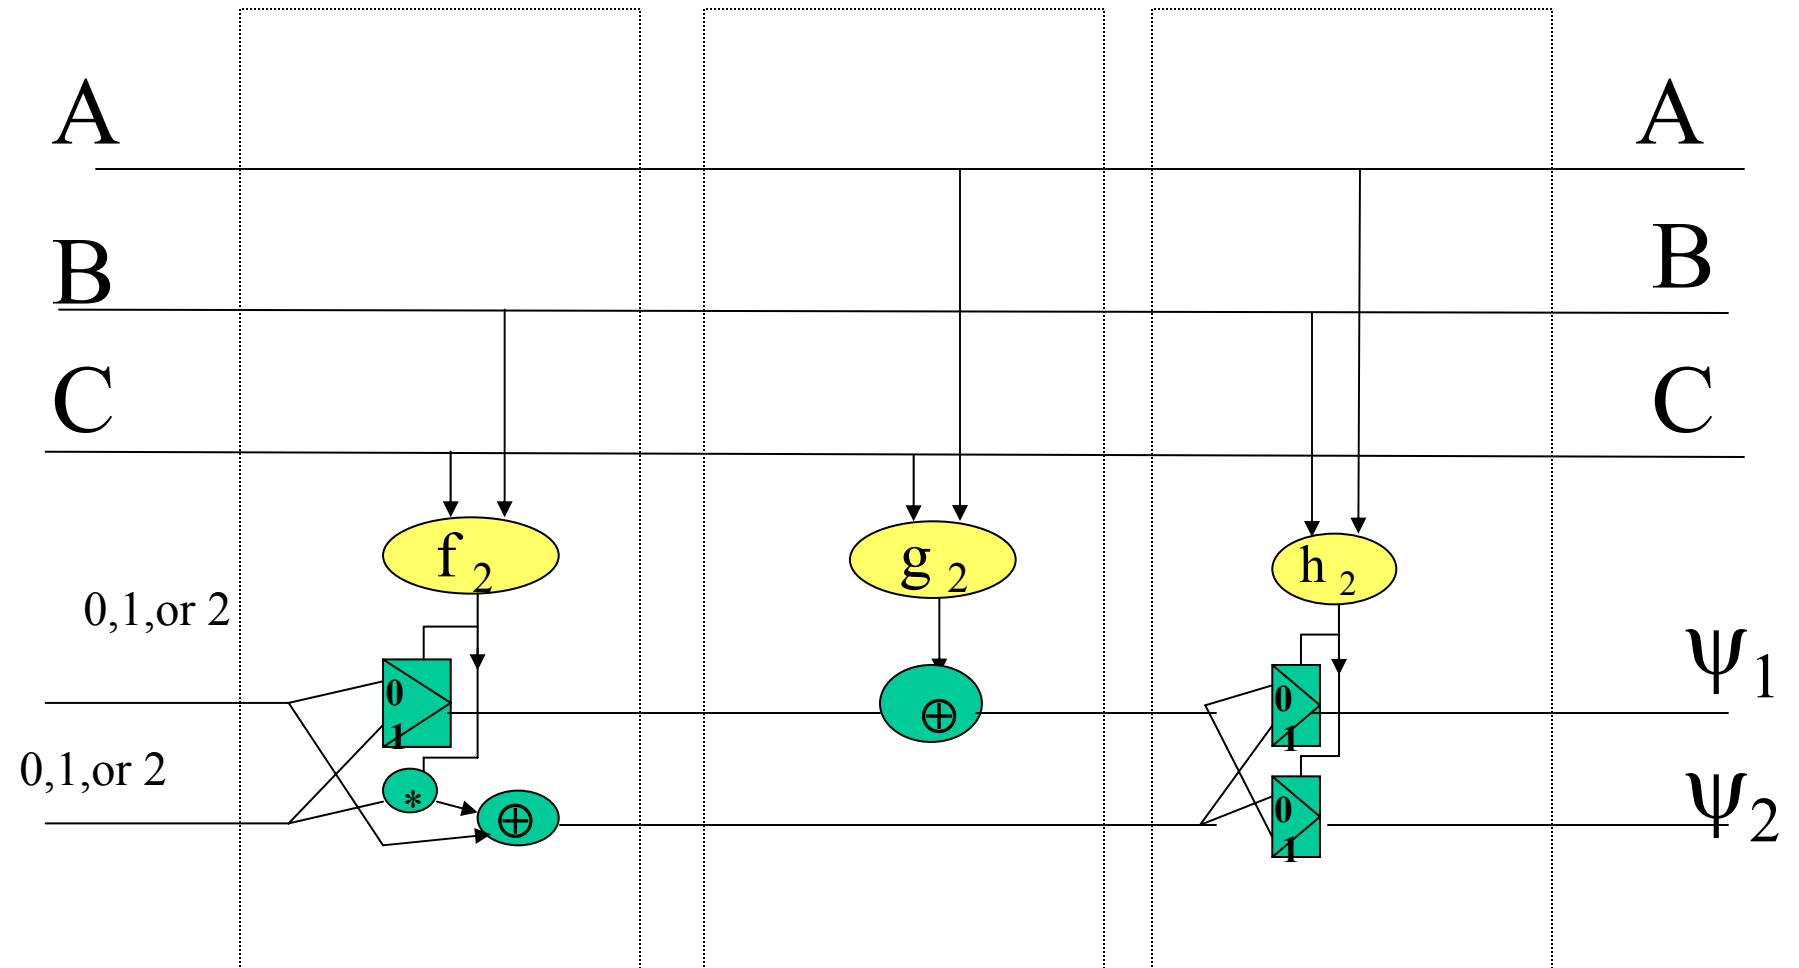 A A
B B
C C
f 2 g 2 h 2
0,1,or 2
ψ1
0 0
1 1
0,1,or 2
ψ2
* ⊕ ⊕
0
1